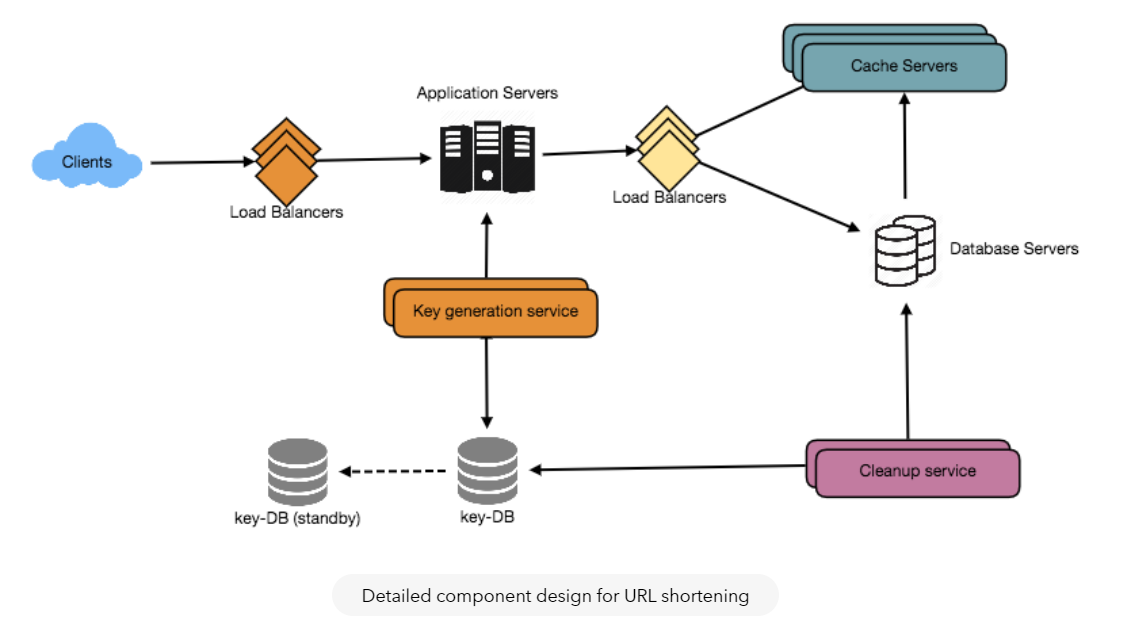 Cache Servers
Application Servers
Clients
Load Balancers
Load Balancers
Database Servers
Key generation service
Cleanup service
key-DB (standby)
key-DB
Detailed component design for URL shortening